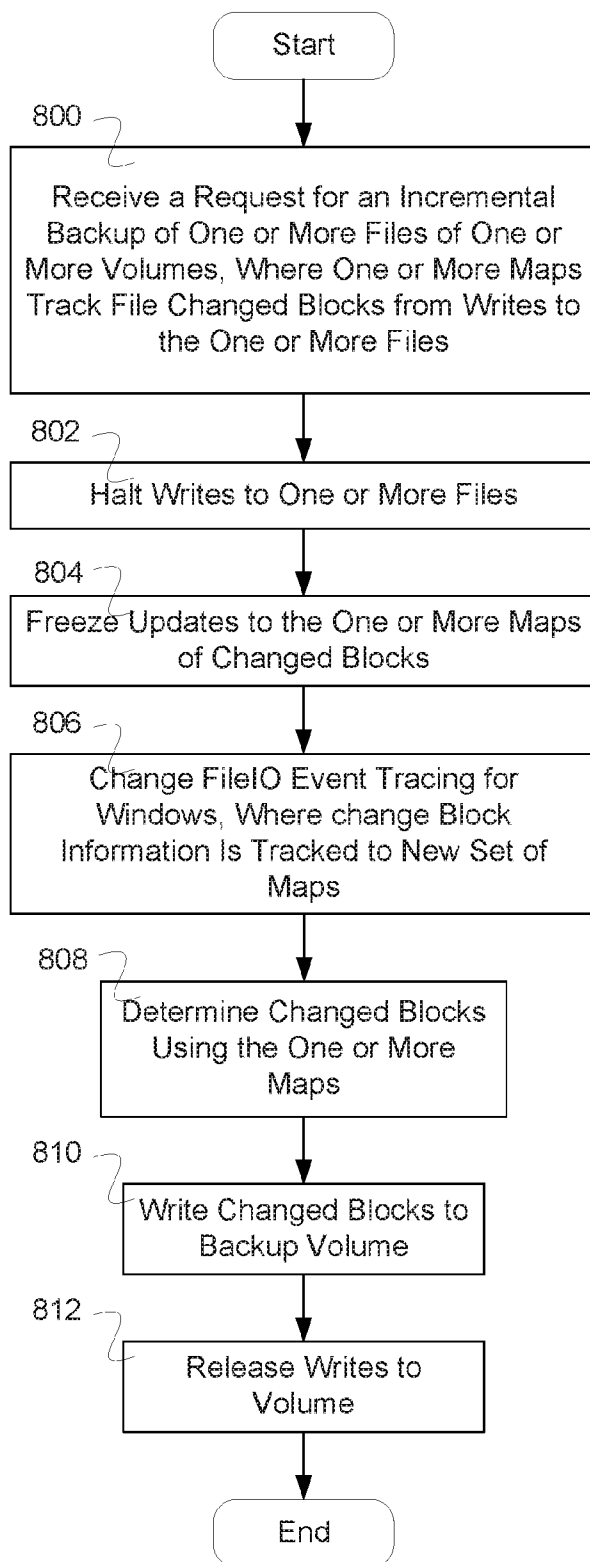 Start
800
Receive a Request for an Incremental
Backup of One or More Files of One or
More Volumes, Where One or More Maps
Track File Changed Blocks from Writes to
the One or More Files
802
Halt Writes to One or More Files
804
Freeze Updates to the One or More Maps
of Changed Blocks
806
Change FileIO Event Tracing for
Windows, Where change Block
Information Is Tracked to New Set of
Maps
808
Determine Changed Blocks
Using the One or More
Maps
810
Write Changed Blocks to
Backup Volume
812
Release Writes to
Volume
End